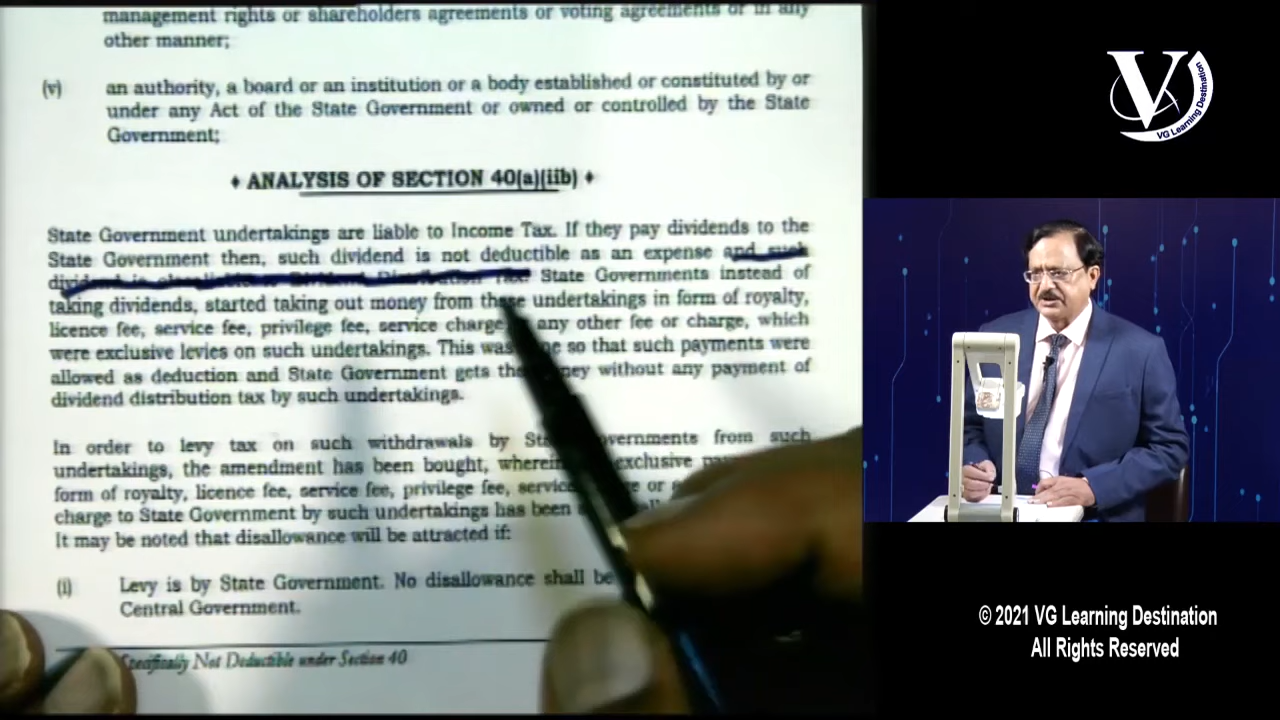 management rights or shareholders agreements or voting agreements or in any
other manner;
(v) an authority, a board or an institution or a body established or constituted by or
under any Act of the State Government or owned or controlled by the State
Government;
♦ ANALYSIS OF SECTION 40(a)(iib) ♦
State Government undertakings are liable to Income Tax. If they pay dividends to the
State Government then, such dividend is not deductible as an expense and such
State Governments instead of
taking dividends, started taking out money from these undertakings in form of royalty,
licence fee, service fee, privilege fee, service charge, any other fee or charge, which
were exclusive levies on such undertakings. This was so that such payments were
allowed as deduction and State Government gets without any payment of
dividend distribution tax by such undertakings.
In order to levy tax on such withdrawals by from such
undertakings, the amendment has been bought, exclusive
form of royalty, licence fee, service fee, privilege fee, or
charge to State Government by such undertakings has been
It may be noted that disallowance will be attracted if:
(i) Levy is by State Government. No disallowance shall be
Central Government.
Specifically Not Deductible under Section 40
V
VG Learning Destination
© 2021 VG Learning Destination
All Rights Reserved